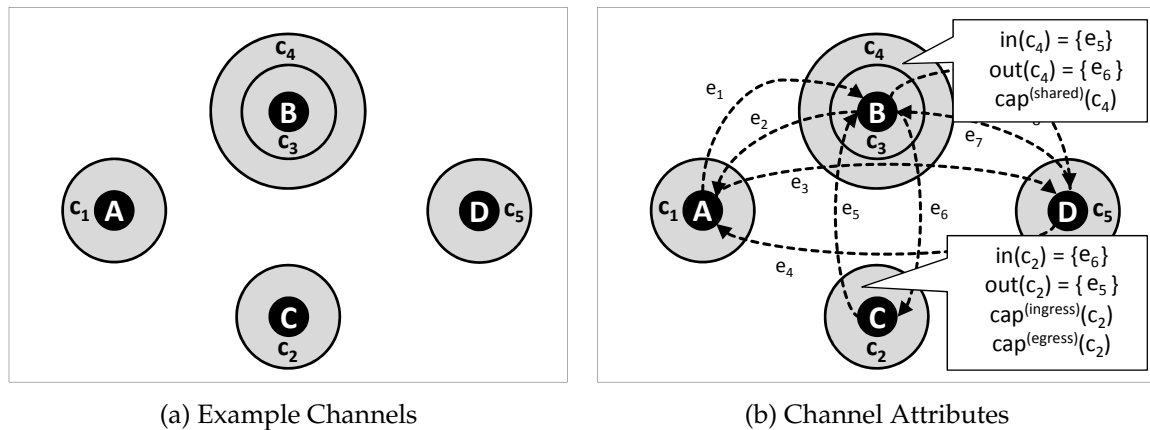 c4
B
c3
c1 A
D c5
C
c2
(a) Example Channels
c4
in(c4) = {e5}
out(c4) = {e6}
cap(shared)(c4)
e1
B
e2
c3
e7
e3
c1 A
D c5
e5
e6
e4
in(c2) = {e6}
out(c2) = {e5}
cap(ingress)(c2)
cap(egress)(c2)
C
c2
(b) Channel Attributes